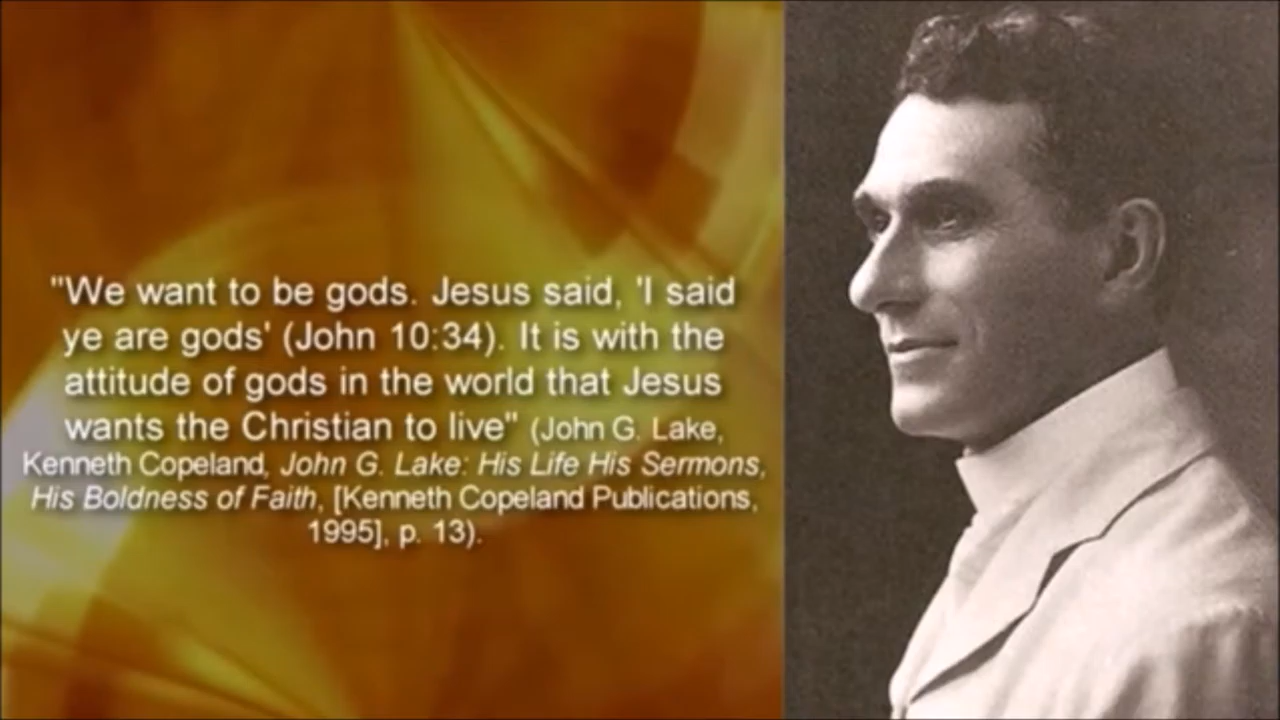 "We want to be gods. Jesus said, 'I said
ye are gods' (John 10:34). It is with the
attitude of gods in the world that Jesus
wants the Christian to live" (John G. Lake,
Kenneth Copeland, John G. Lake: His Life His Sermons,
His Boldness of Faith, [Kenneth Copeland Publications,
1995], p. 13).